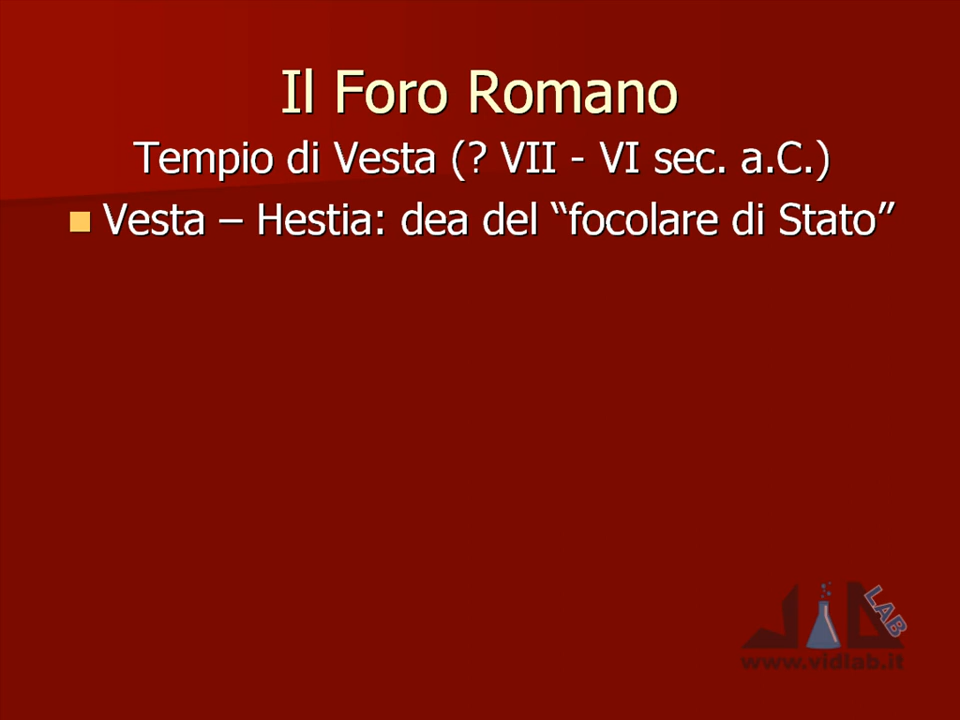 Il Foro Romano
Tempio di Vesta (? VII - VI sec. a.C.)
Vesta – Hestia: dea del “focolare di Stato”
LAB
www.vidlab.it